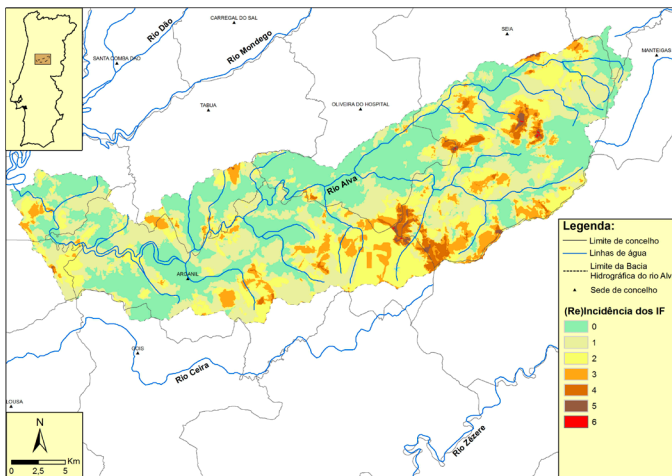 CARREGAL DO SAL
Rio Dão
SANTA COMBA DÃO
Rio Mondego
SEIA
MANTEIGAS
TÁBUA
OLIVEIRA DO HOSPITAL
Rio Alva
ARGANIL
GÓIS
Rio Ceira
LOUSÃ
Rio Zêzere
N
0 2,5 5 Km
Legenda:
Limite de concelho
Linhas de água
Limite da Bacia
Hidrográfica do rio Alv
Sede de concelho
(Re)Incidência dos IF
0
1
2
3
4
5
6